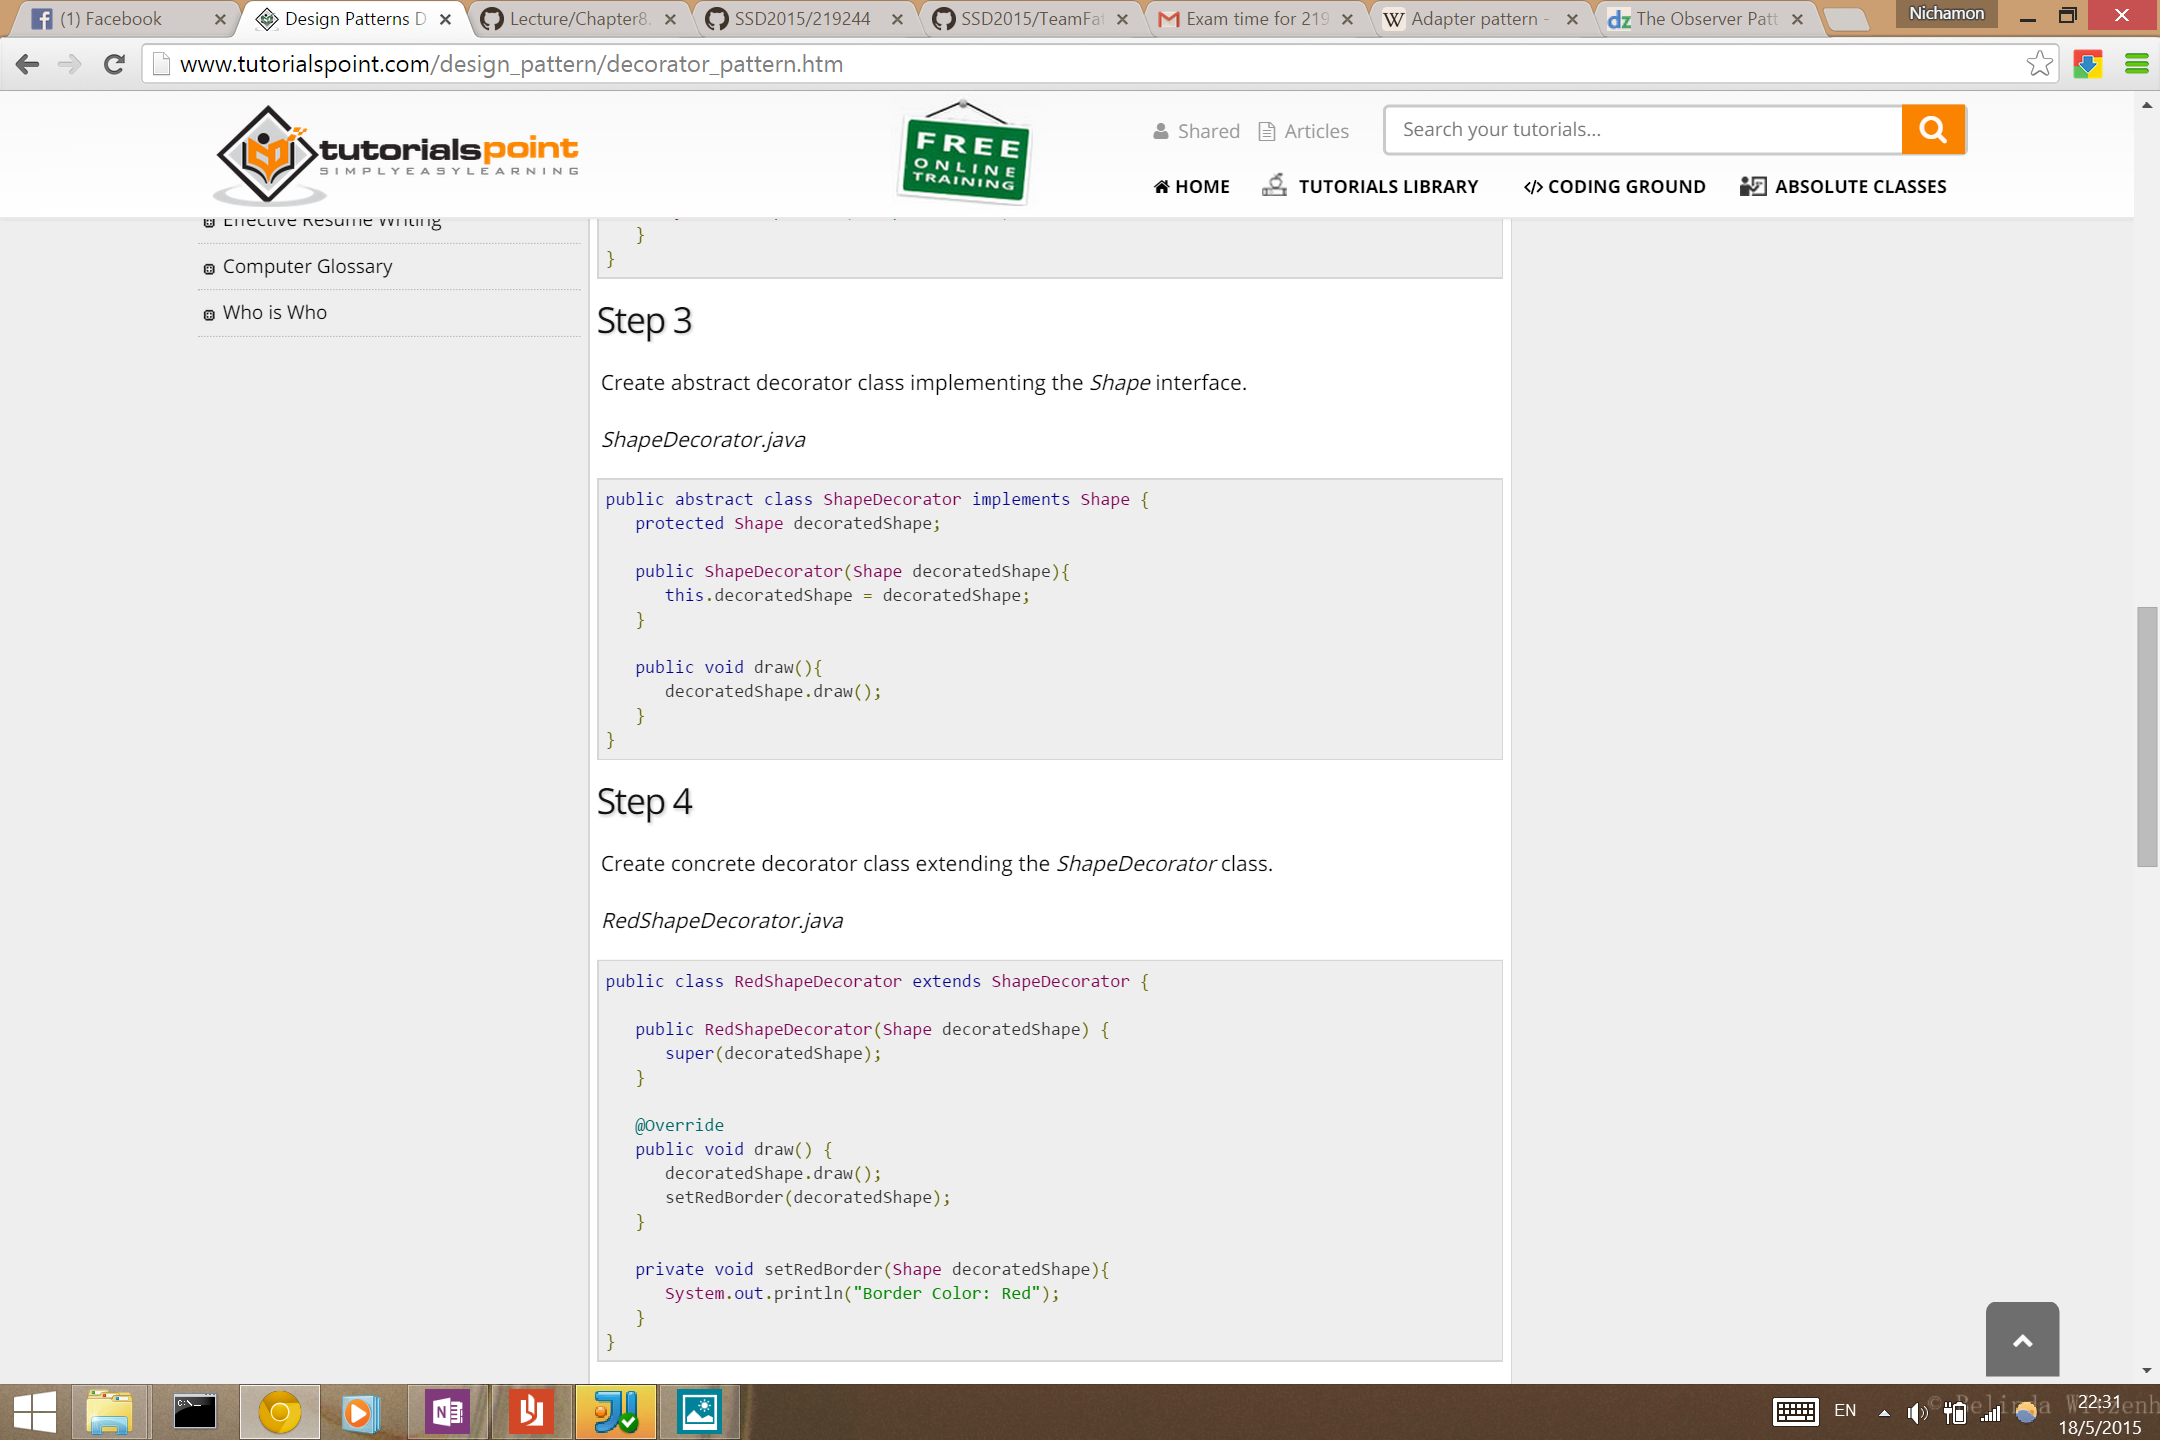 (1) Facebook
Design Patterns D
Lecture/Chapter8.
SSD2015/219244
SSD2015/TeamFat
Exam time for 219
Adapter pattern -
The Observer Patt
Nichamon
www.tutorialspoint.com/design_pattern/decorator_pattern.htm
tutorialspoint
SIMPLYEASYLEARNING
FREE
ONLINE
TRAINING
Shared
Articles
Search your tutorials...
HOME
TUTORIALS LIBRARY
</> CODING GROUND
ABSOLUTE CLASSES
Effective Resume Writing
Computer Glossary
Who is Who
}
}
Step 3
Create abstract decorator class implementing the Shape interface.
ShapeDecorator.java
public abstract class ShapeDecorator implements Shape {
protected Shape decoratedShape;
public ShapeDecorator(Shape decoratedShape){
this.decoratedShape = decoratedShape;
}
public void draw(){
decoratedShape.draw();
}
}
Step 4
Create concrete decorator class extending the ShapeDecorator class.
RedShapeDecorator.java
public class RedShapeDecorator extends ShapeDecorator {
public RedShapeDecorator(Shape decoratedShape) {
super(decoratedShape);
}
@Override
public void draw() {
decoratedShape.draw();
setRedBorder(decoratedShape);
}
private void setRedBorder(Shape decoratedShape){
System.out.println("Border Color: Red");
}
}
EN
22:31
18/5/2015